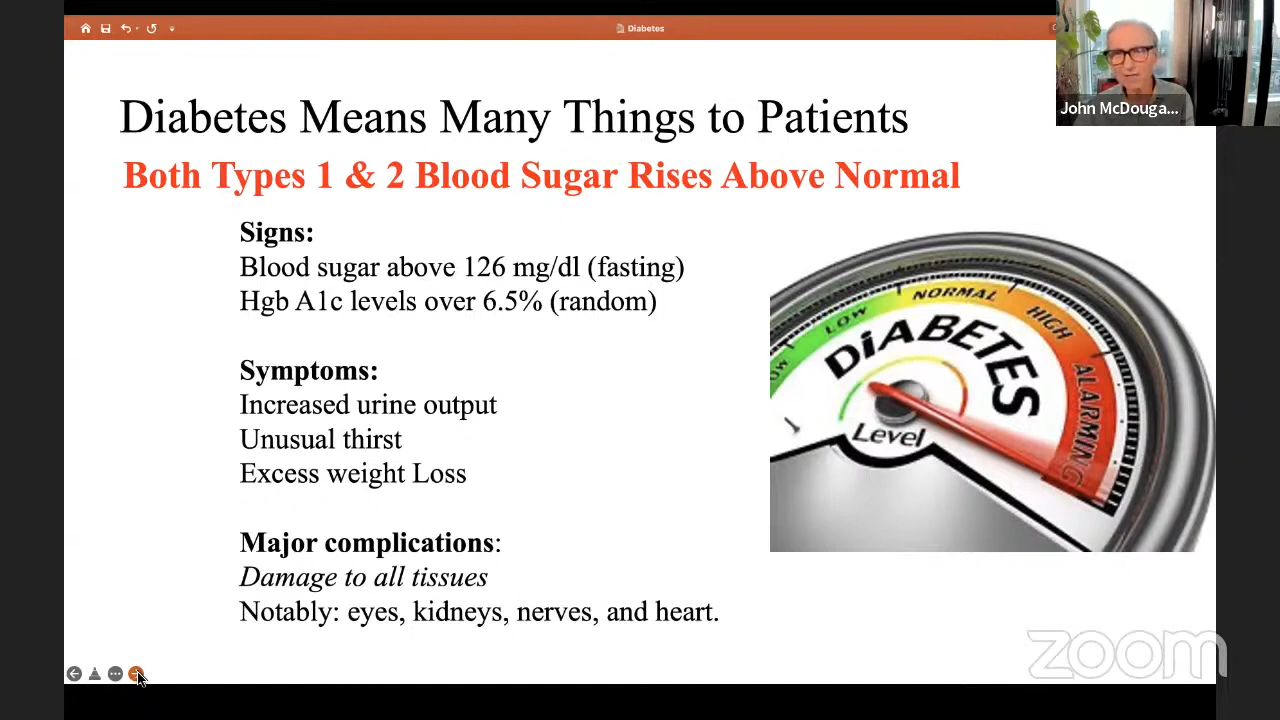 Diabetes
John McDouga...
Diabetes Means Many Things to Patients
Both Types 1 & 2 Blood Sugar Rises Above Normal
Signs:
Blood sugar above 126 mg/dl (fasting)
Hgb A1c levels over 6.5% (random)
Symptoms:
Increased urine output
Unusual thirst
Excess weight Loss
Major complications:
Damage to all tissues
Notably: eyes, kidneys, nerves, and heart.
LOW
NORMAL
HIGH
ALARMING
DiABETES
Level
zoom